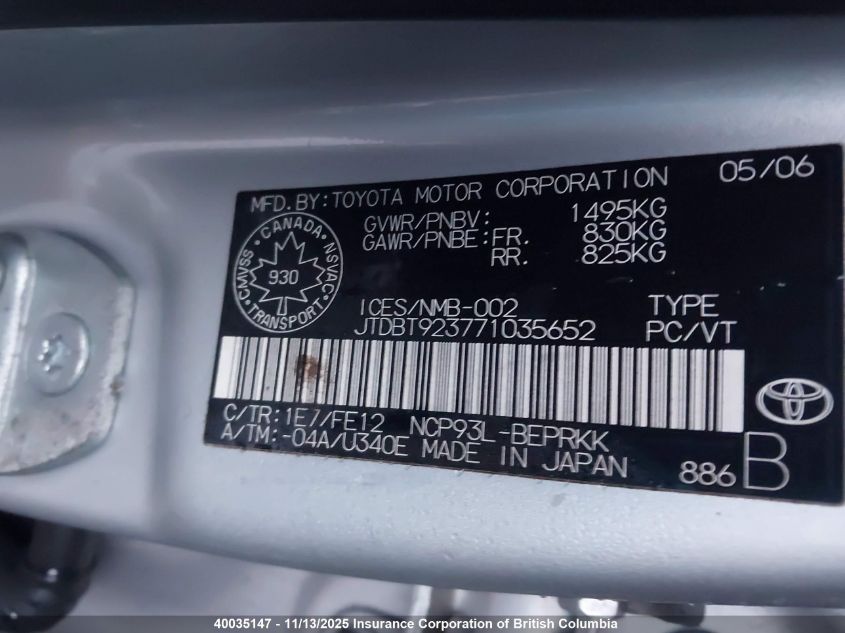 MFD.BY:TOYOTA MOTOR CORPORATION 05/06
GVWR/PNBV: 1495KG
GAWR/PNBE:FR. 830KG
RR. 825KG
CANADA
CMVSS 930 NSVAC
TRANSPORT
ICES/NMB-002 TYPE
JTDBT923771035652 PC/VT
C/TR:1E7/FE12 NCP93L-BEPRKK
A/TM:-04A/U340E MADE IN JAPAN 886 B
40035147 - 11/13/2025 Insurance Corporation of British Columbia